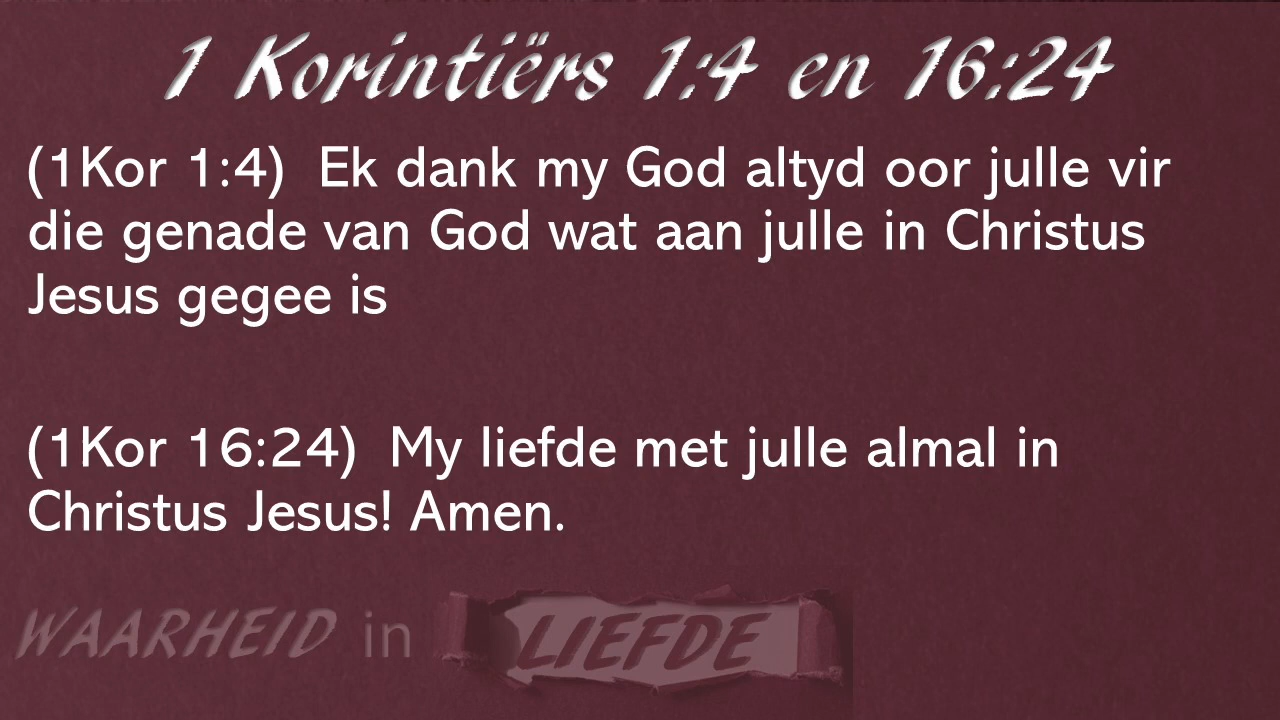 1 Korintiërs 1:4 en 16:24
(1Kor 1:4)  Ek dank my God altyd oor julle vir
die genade van God wat aan julle in Christus
Jesus gegee is
(1Kor 16:24)  My liefde met julle almal in
Christus Jesus! Amen.
WAARHEID in LIEFDE